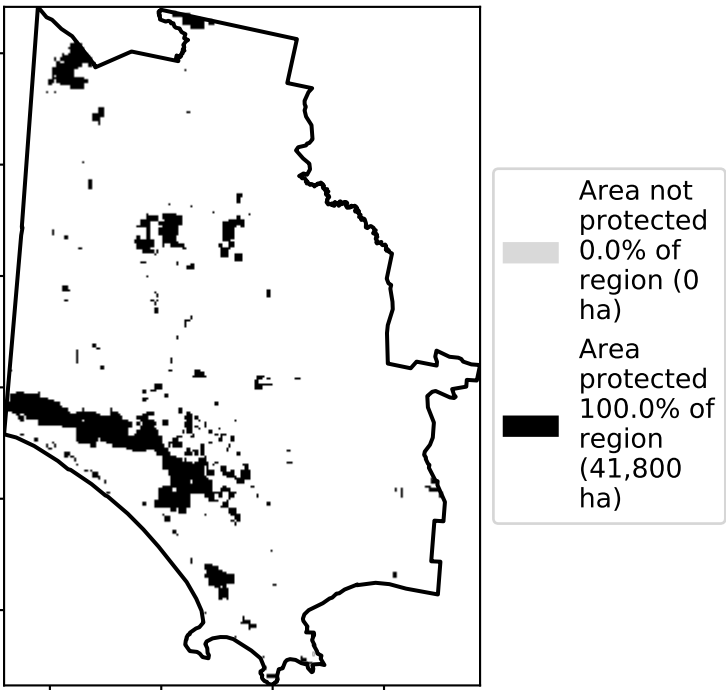 Area not
protected
0.0% of
region (0
ha)
Area
protected
100.0% of
region
(41,800
ha)